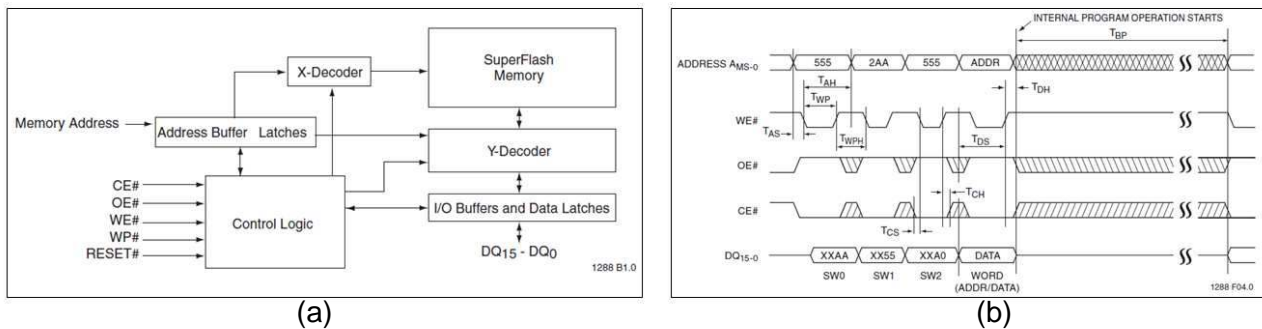 X-Decoder
SuperFlash
Memory
Memory Address
Address Buffer Latches
Y-Decoder
CE#
OE#
WE#
WP#
RESET#
Control Logic
I/O Buffers and Data Latches
DQ15 - DQ0
1288 B1.0
(a)
INTERNAL PROGRAM OPERATION STARTS
TBP
ADDRESS AMS-0
555
2AA
555
ADDR
TAH
TWP
TDH
WE#
TAS
TWPH
TDS
OE#
TCH
CE#
TCS
DQ15-0
XXAA
XX55
XXA0
DATA
SW0
SW1
SW2
WORD
(ADDR/DATA)
1288 F04.0
(b)